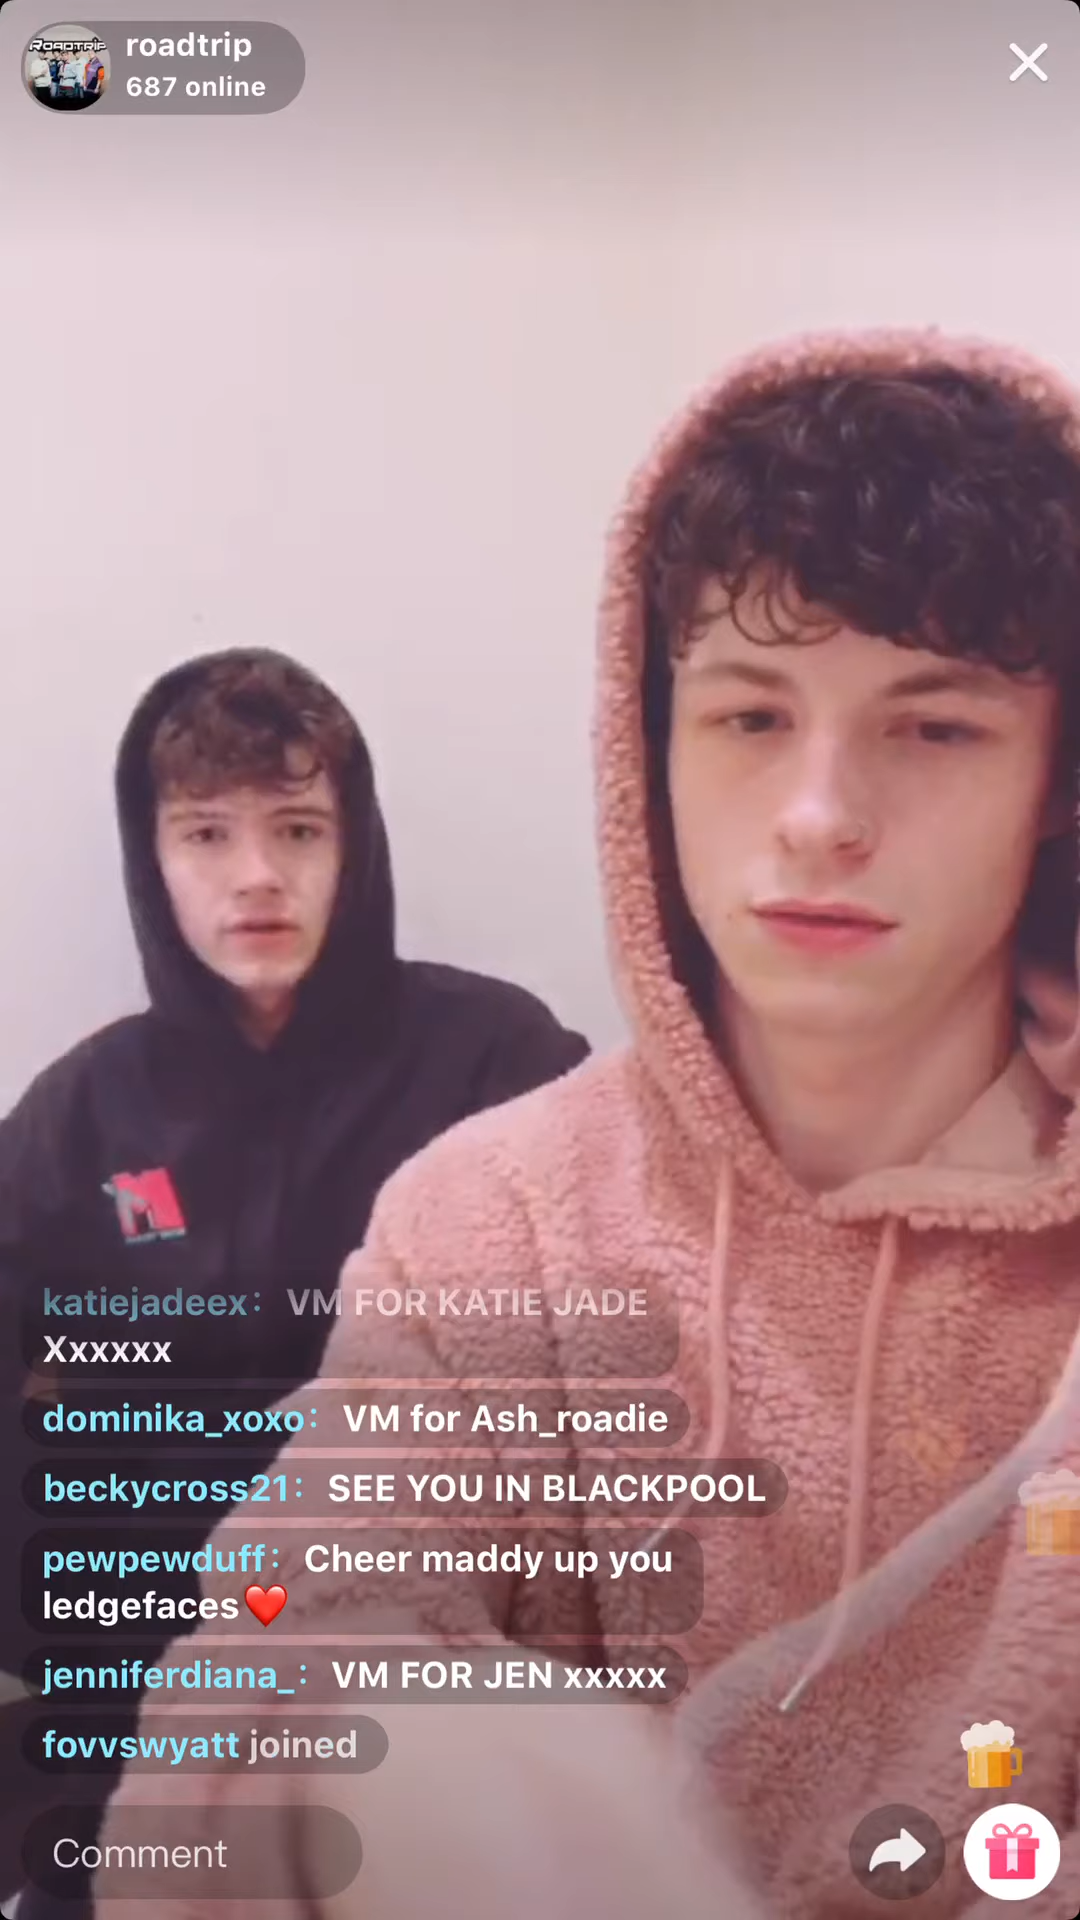 ROADTRIP
roadtrip
687 online
M
katiejadeex: VM FOR KATIE JADE
Xxxxxx
dominika_xoxo: VM for Ash_roadie
beckycross21: SEE YOU IN BLACKPOOL
pewpewduff: Cheer maddy up you
ledgefaces❤️
jenniferdiana_: VM FOR JEN xxxxx
fovvswyatt joined
Comment